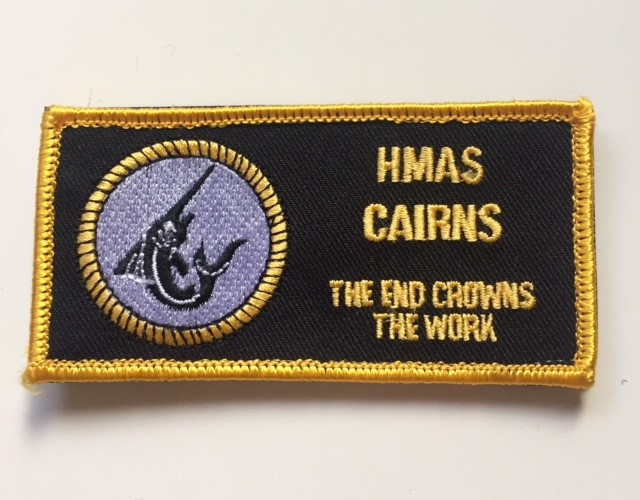 HMAS
CAIRNS
THE END CROWNS
THE WORK